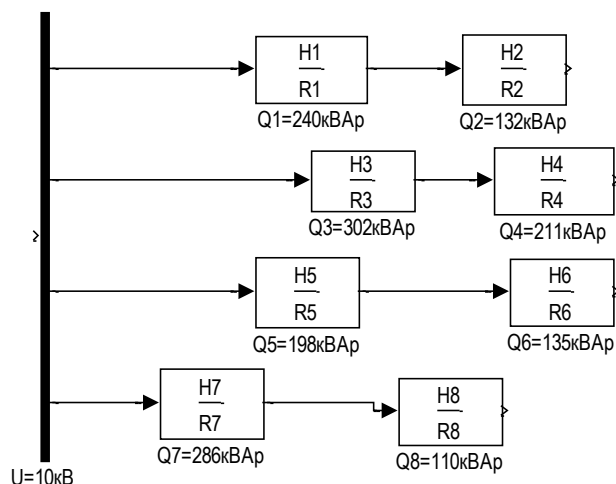 H1
H2
R1
R2
Q1=240кВАр
Q2=132кВАр
H3
H4
R3
R4
Q3=302кВАр
Q4=211кВАр
H5
H6
R5
R6
Q5=198кВАр
Q6=135кВАр
H7
H8
R7
R8
Q7=286кВАр
Q8=110кВАр
U=10кВ